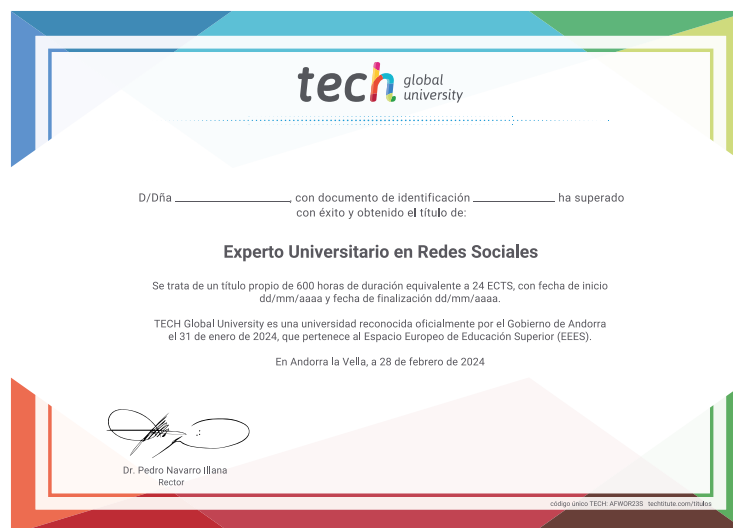 tech global university
D/Dña ____________________, con documento de identificación ______________ ha superado
con éxito y obtenido el título de:
Experto Universitario en Redes Sociales
Se trata de un título propio de 600 horas de duración equivalente a 24 ECTS, con fecha de inicio
dd/mm/aaaa y fecha de finalización dd/mm/aaaa.
TECH Global University es una universidad reconocida oficialmente por el Gobierno de Andorra
el 31 de enero de 2024, que pertenece al Espacio Europeo de Educación Superior (EEES).
En Andorra la Vella, a 28 de febrero de 2024
Dr. Pedro Navarro Illana
Rector
código único TECH: AFWOR23S techtitute.com/titulos